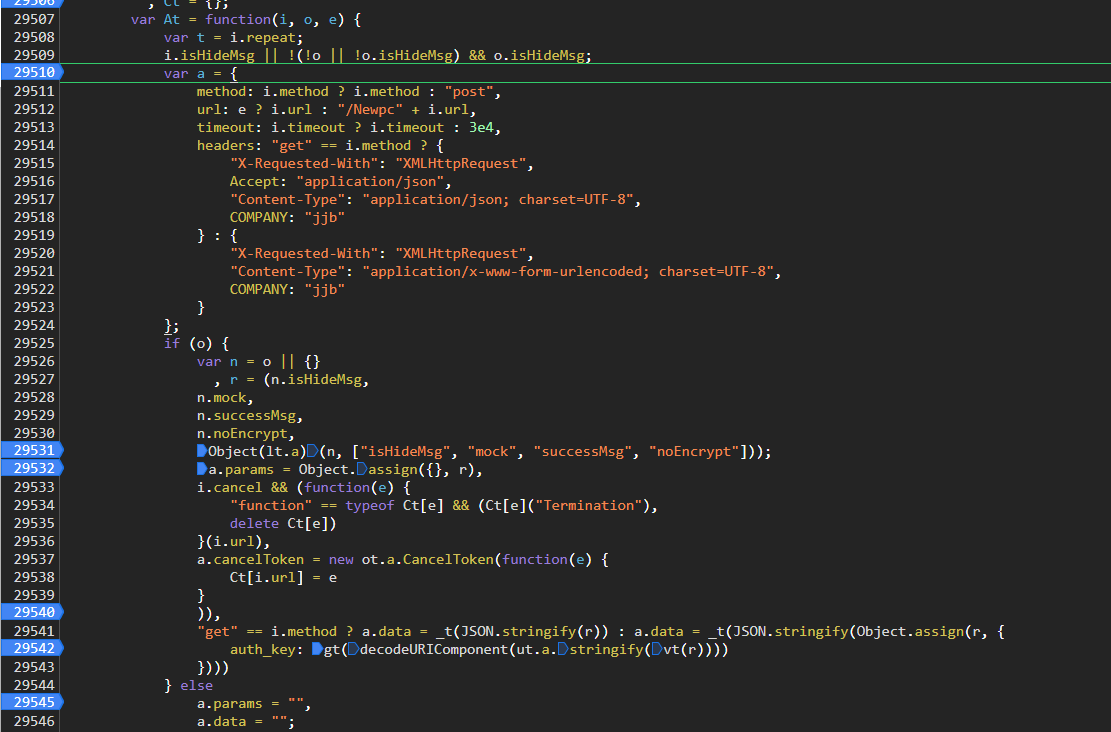 29506 , Ct = {};
29507 var At = function(i, o, e) {
29508 var t = i.repeat;
29509 i.isHideMsg || !(!o || !o.isHideMsg) && o.isHideMsg;
29510 var a = {
29511 method: i.method ? i.method : "post",
29512 url: e ? i.url : "/Newpc" + i.url,
29513 timeout: i.timeout ? i.timeout : 3e4,
29514 headers: "get" == i.method ? {
29515 "X-Requested-With": "XMLHttpRequest",
29516 Accept: "application/json",
29517 "Content-Type": "application/json; charset=UTF-8",
29518 COMPANY: "jjb"
29519 } : {
29520 "X-Requested-With": "XMLHttpRequest",
29521 "Content-Type": "application/x-www-form-urlencoded; charset=UTF-8",
29522 COMPANY: "jjb"
29523 }
29524 };
29525 if (o) {
29526 var n = o || {}
29527 , r = (n.isHideMsg,
29528 n.mock,
29529 n.successMsg,
29530 n.noEncrypt,
29531 Object(lt.a)(n, ["isHideMsg", "mock", "successMsg", "noEncrypt"]));
29532 a.params = Object.assign({}, r),
29533 i.cancel && (function(e) {
29534 "function" == typeof Ct[e] && (Ct[e]("Termination"),
29535 delete Ct[e])
29536 }(i.url),
29537 a.cancelToken = new ot.a.CancelToken(function(e) {
29538 Ct[i.url] = e
29539 }
29540 )),
29541 "get" == i.method ? a.data = _t(JSON.stringify(r)) : a.data = _t(JSON.stringify(Object.assign(r, {
29542 auth_key: gt(decodeURIComponent(ut.a.stringify(vt(r))))
29543 })))
29544 } else
29545 a.params = "",
29546 a.data = "";